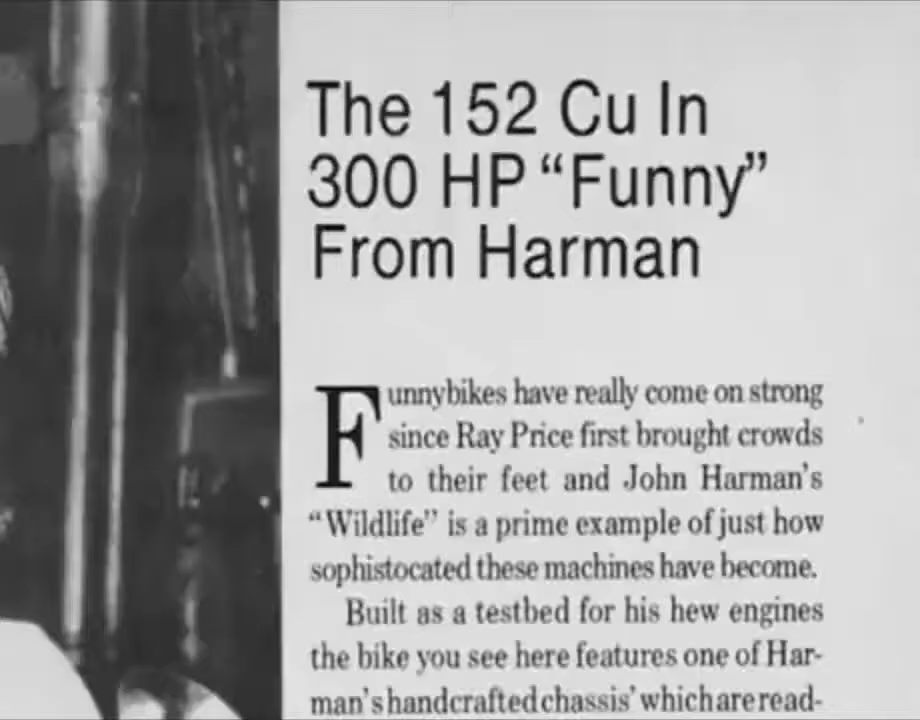 The 152 Cu In
300 HP “Funny”
From Harman
Funnybikes have really come on strong
since Ray Price first brought crowds
to their feet and John Harman's
“Wildlife” is a prime example of just how
sophistocated these machines have become.
Built as a testbed for his hew engines
the bike you see here features one of Har-
man's handcrafted chassis' which are read-